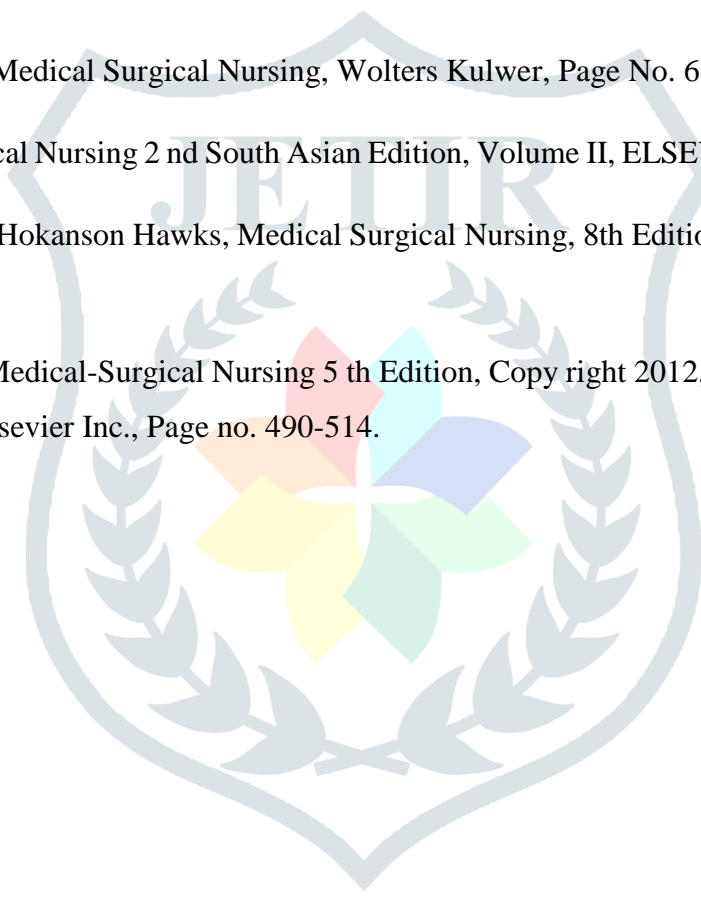 Medical Surgical Nursing, Wolters Kulwer, Page No. 6
cal Nursing 2 nd South Asian Edition, Volume II, ELSE
JETIR
Hokanson Hawks, Medical Surgical Nursing, 8th Editio
Medical-Surgical Nursing 5 th Edition, Copy right 2012.
sevier Inc., Page no. 490-514.